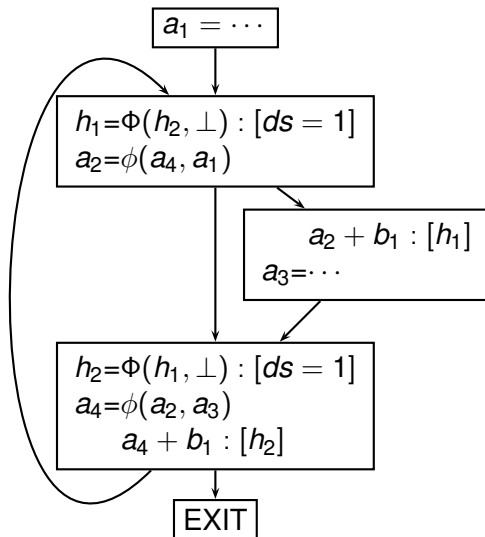 a₁ = ⋯
h₁=Φ(h₂, ⊥) : [ds = 1]
a₂=ϕ(a₄, a₁)
a₂ + b₁ : [h₁]
a₃=⋯
h₂=Φ(h₁, ⊥) : [ds = 1]
a₄=ϕ(a₂, a₃)
a₄ + b₁ : [h₂]
EXIT